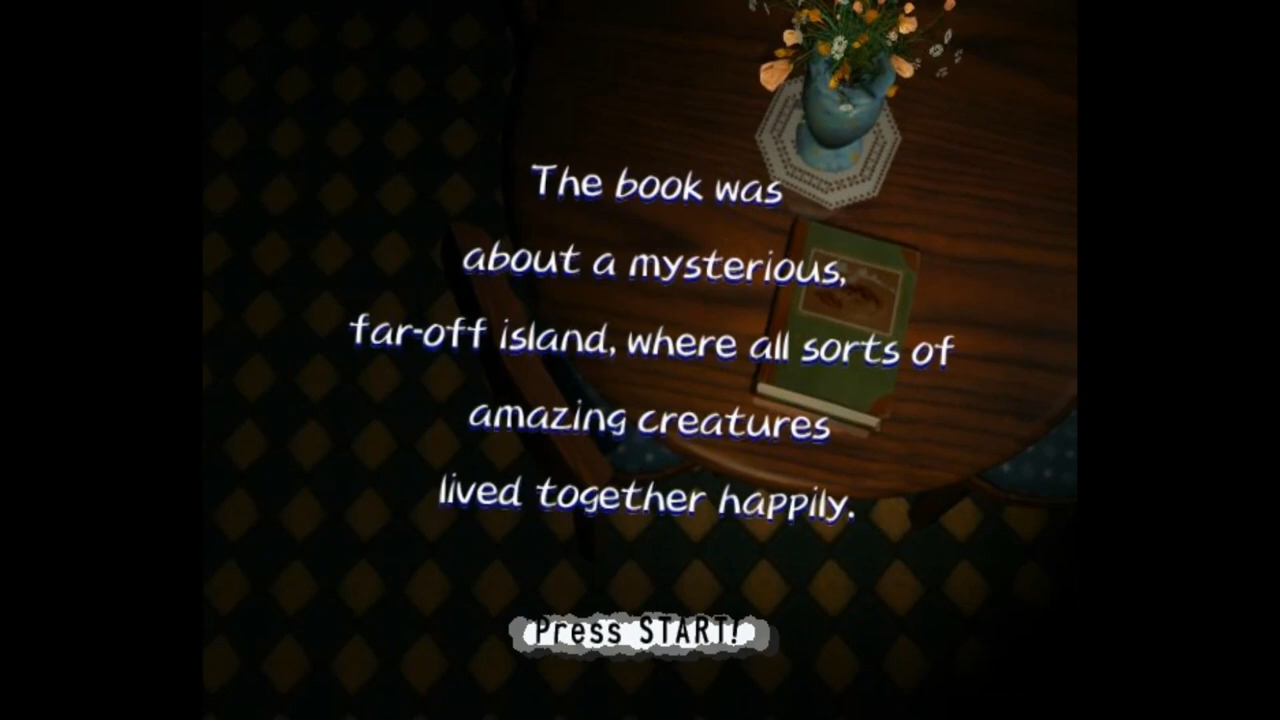 The book was
about a mysterious,
far-off island, where all sorts of
amazing creatures
lived together happily.
Press START!